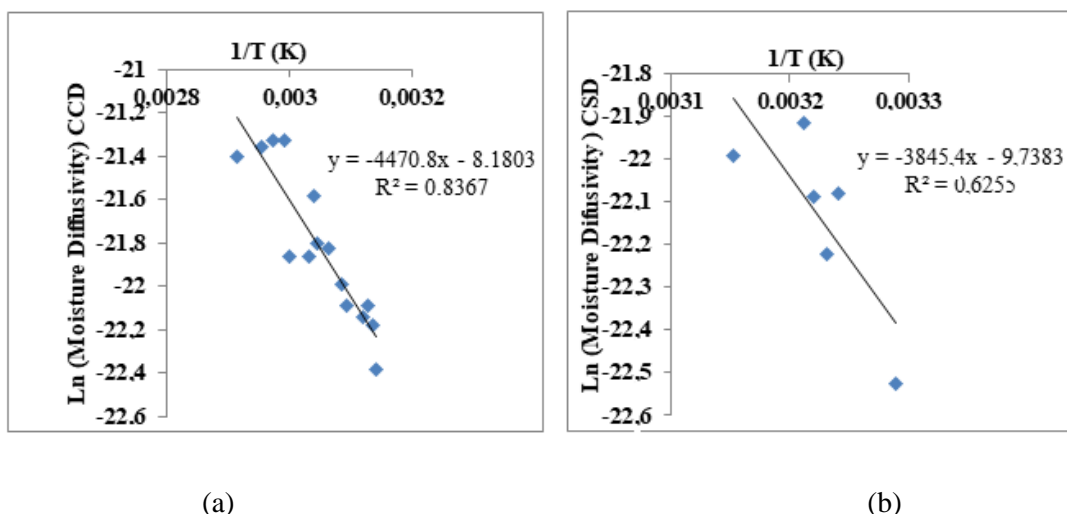 1/T (K)
-21
0,0028
0,003
0,0032
-21.2
-21.4
-21.6
-21.8
-22
-22.2
-22.4
-22.6
Ln (Moisture Diffusivity) CCD
y = -4470.8x - 8.1803
R² = 0.8367
(a)
1/T (K)
-21.8
0,0031
0,0032
0,0033
-21.9
-22
-22.1
-22.2
-22.3
-22.4
-22.5
-22.6
Ln (Moisture Difusivity ) CSD
y = -3845.4x - 9.7383
R² = 0.6255
(b)